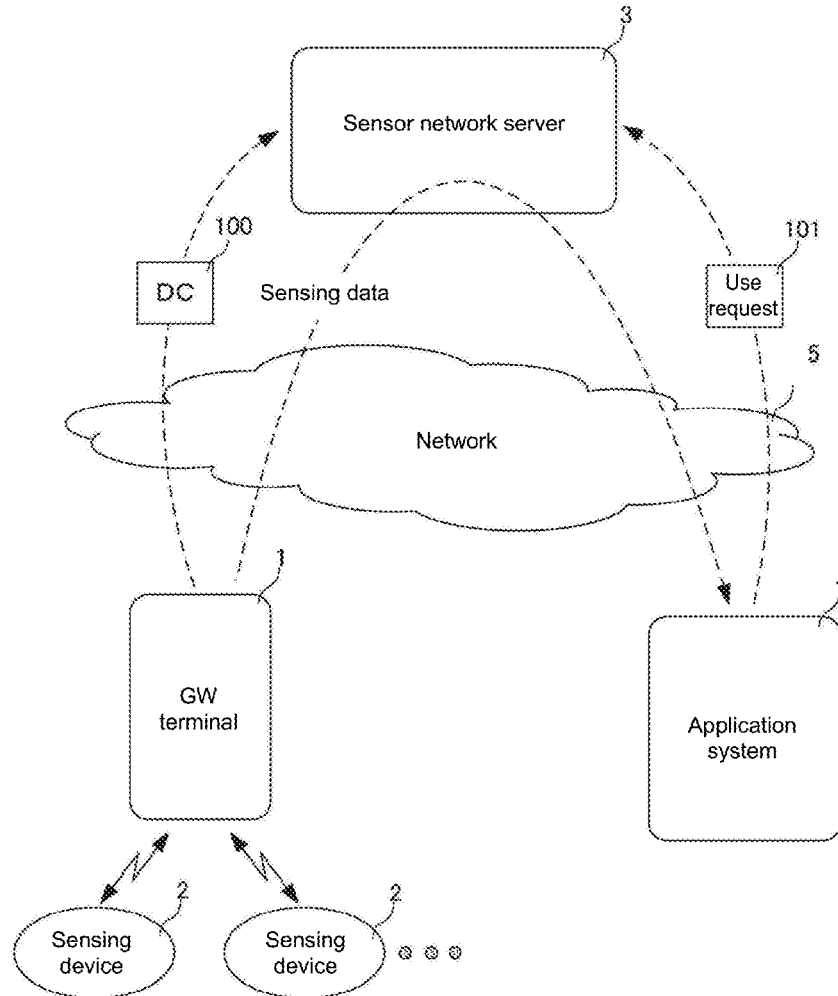 3
Sensor network server
100
DC
Sensing data
101
Use
request
5
Network
1
GW
terminal
Application
system
2
Sensing
device
2
Sensing
device